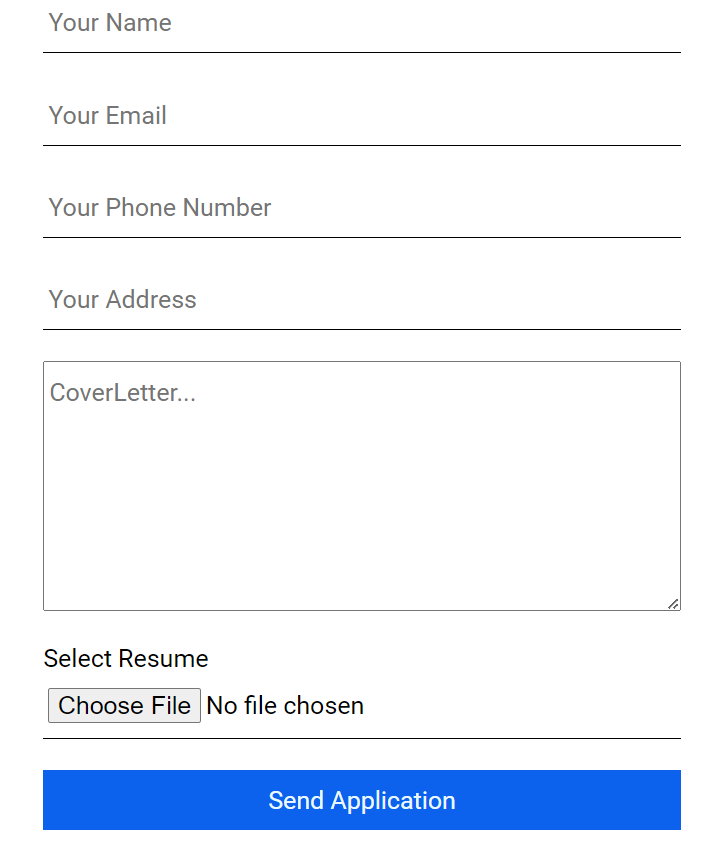 Your Name
Your Email
Your Phone Number
Your Address
CoverLetter...
Select Resume
Choose File No file chosen
Send Application